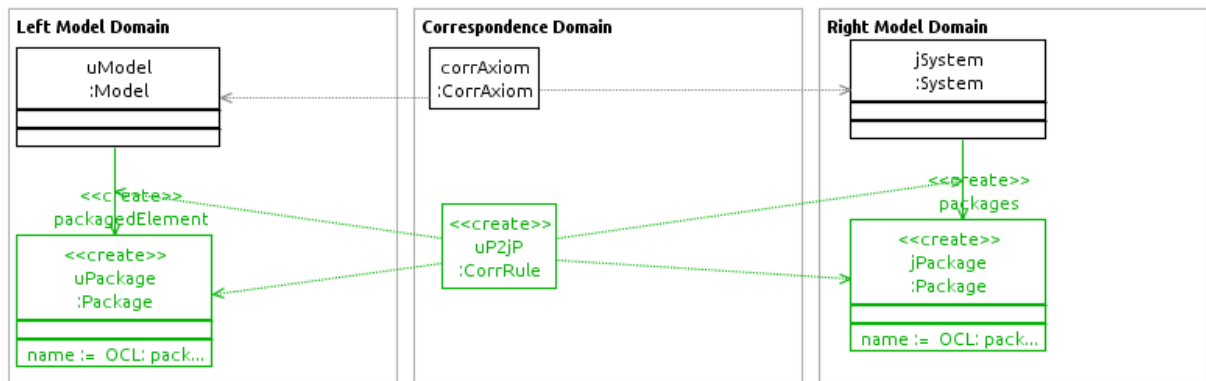 Left Model Domain
uModel
:Model
<<create>>
packagedElement
<<create>>
uPackage
:Package
name := OCL: pack...
Correspondence Domain
corrAxiom
:CorrAxiom
<<create>>
uP2jP
:CorrRule
Right Model Domain
jSystem
:System
<<create>>
packages
<<create>>
jPackage
:Package
name := OCL: pack...